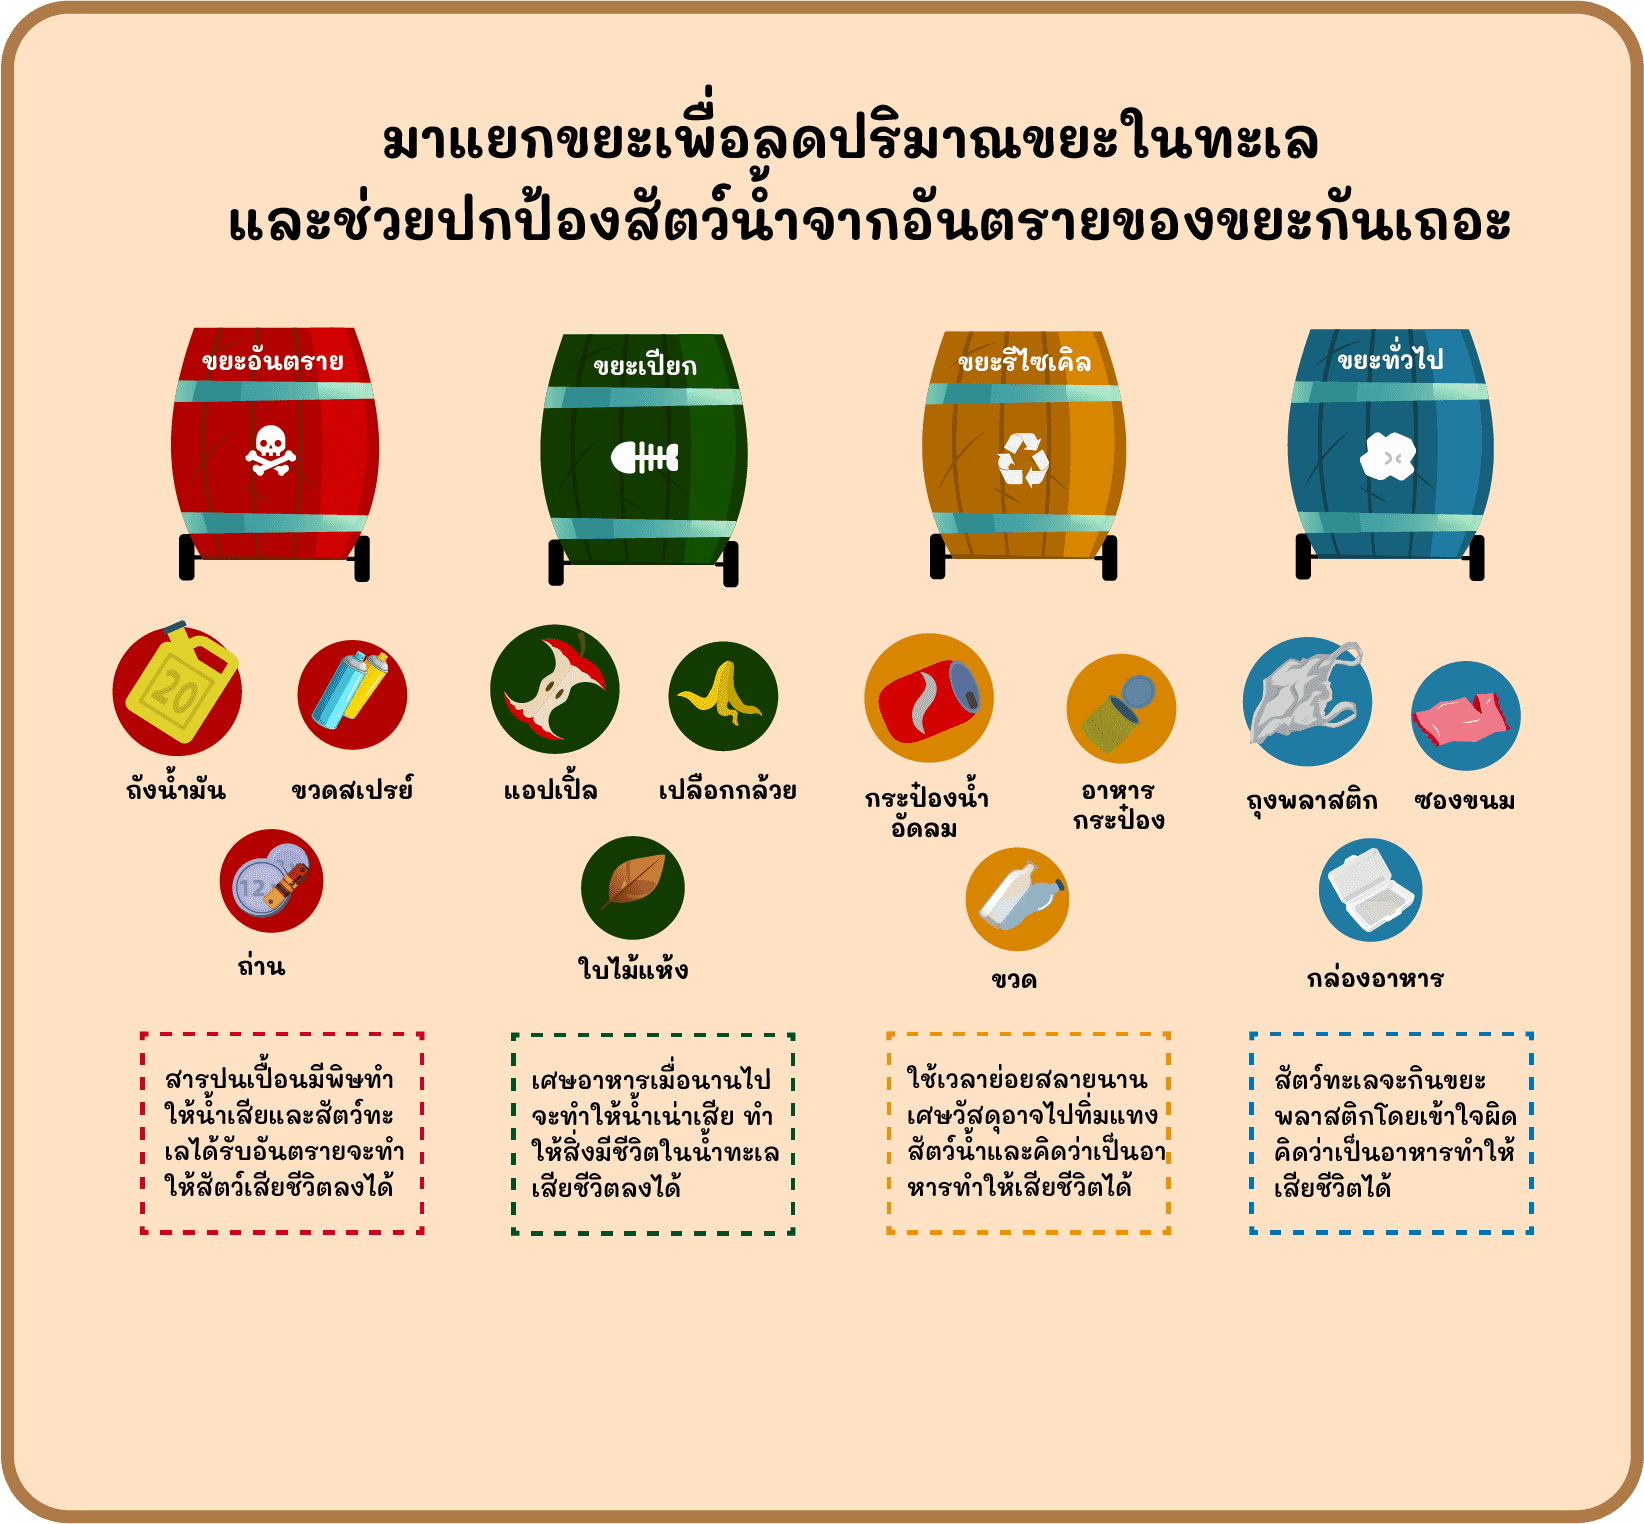 มาแยกขยะเพื่อลดปริมาณขยะในทะเล
และช่วยปกป้องสัตว์น้ำจากอันตรายของขยะกันเถอะ
ขยะอันตราย
ขยะเปียก
ขยะรีไซเคิล
ขยะทั่วไป
20
ถังน้ำมัน
ขวดสเปรย์
แอปเปิ้ล
เปลือกกล้วย
กระป๋องน้ำ
อัดลม
อาหาร
กระป๋อง
ถุงพลาสติก
ซองขนม
12
ถ่าน
ใบไม้แห้ง
ขวด
กล่องอาหาร
สารปนเปื้อนมีพิษทำ
ให้น้ำเสียและสัตว์ทะ
เลได้รับอันตรายจะทำ
ให้สัตว์เสียชีวิตลงได้
เศษอาหารเมื่อนานไป
จะทำให้น้ำเน่าเสีย ทำ
ให้สิ่งมีชีวิตในน้ำทะเล
เสียชีวิตลงได้
ใช้เวลาย่อยสลายนาน
เศษวัสดุอาจไปทิ่มแทง
สัตว์น้ำและคิดว่าเป็นอา
หารทำให้เสียชีวิตได้
สัตว์ทะเลจะกินขยะ
พลาสติกโดยเข้าใจผิด
คิดว่าเป็นอาหารทำให้
เสียชีวิตได้